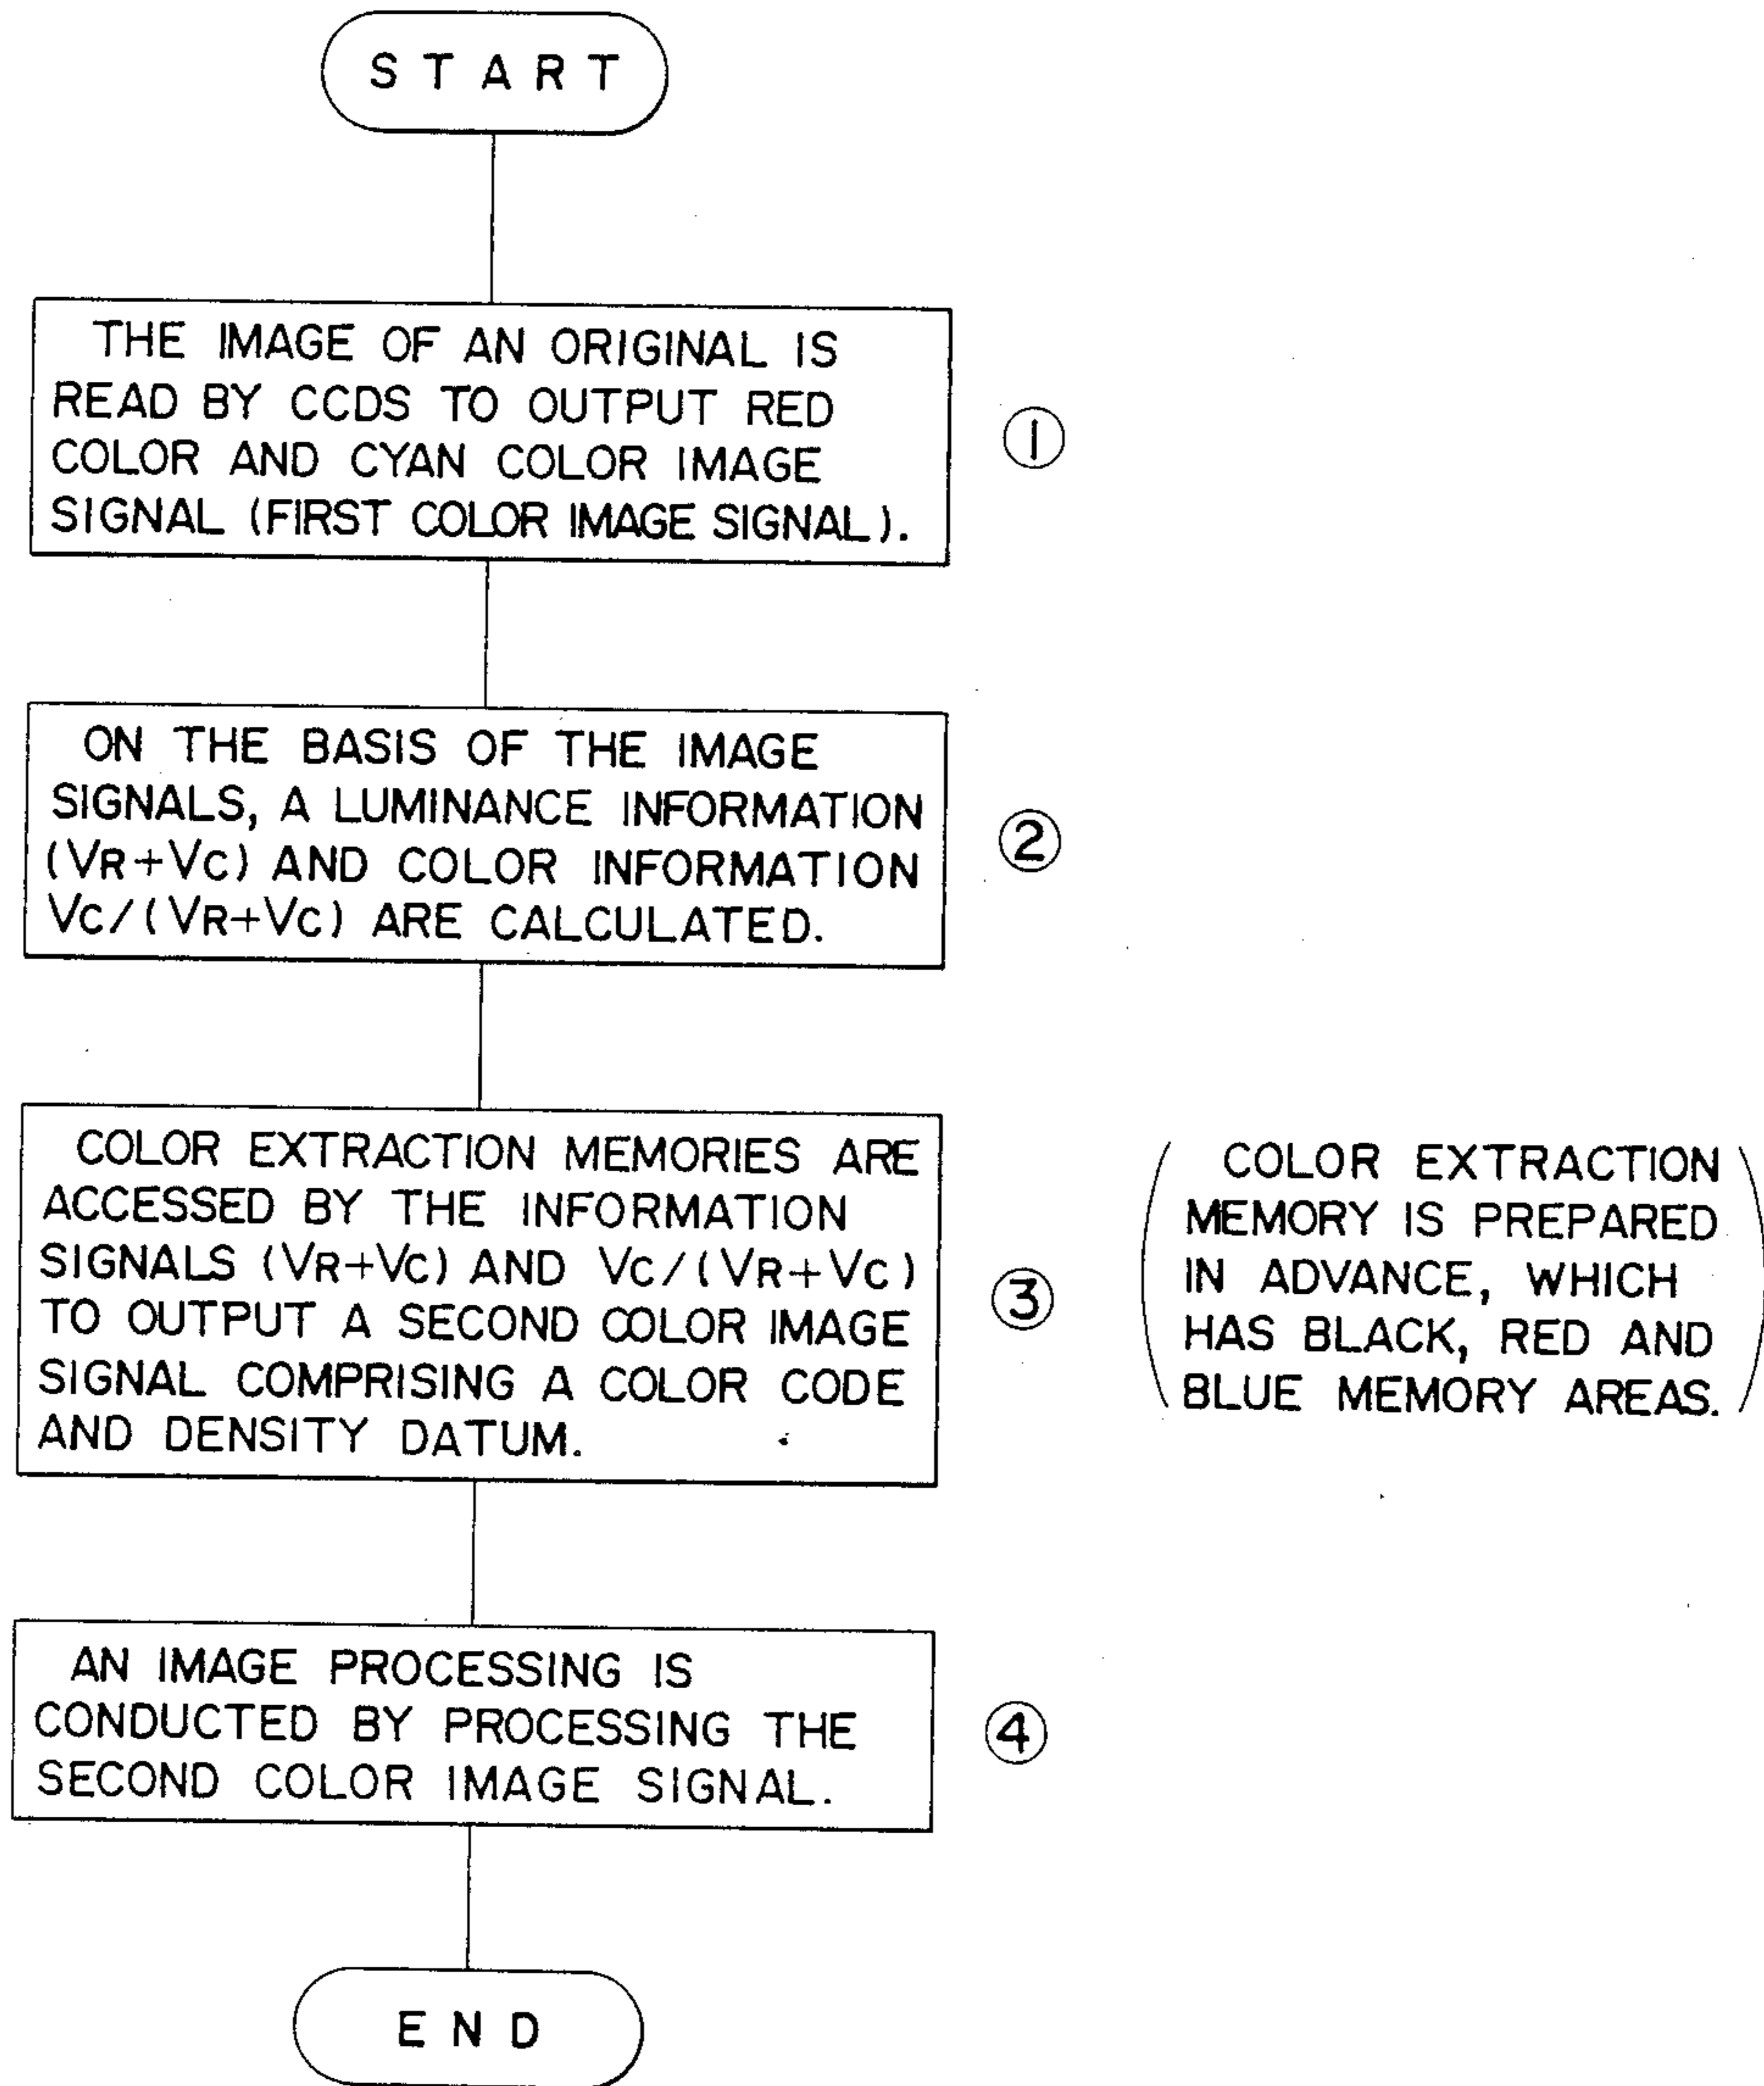 START
THE IMAGE OF AN ORIGINAL IS
READ BY CCDS TO OUTPUT RED
COLOR AND CYAN COLOR IMAGE
SIGNAL (FIRST COLOR IMAGE SIGNAL).
①
ON THE BASIS OF THE IMAGE
SIGNALS, A LUMINANCE INFORMATION
(VR+VC) AND COLOR INFORMATION
VC/(VR+VC) ARE CALCULATED.
②
COLOR EXTRACTION MEMORIES ARE
ACCESSED BY THE INFORMATION
SIGNALS (VR+VC) AND VC/(VR+VC)
TO OUTPUT A SECOND COLOR IMAGE
SIGNAL COMPRISING A COLOR CODE
AND DENSITY DATUM.
③
(COLOR EXTRACTION
MEMORY IS PREPARED
IN ADVANCE, WHICH
HAS BLACK, RED AND
BLUE MEMORY AREAS.)
AN IMAGE PROCESSING IS
CONDUCTED BY PROCESSING THE
SECOND COLOR IMAGE SIGNAL.
④
END